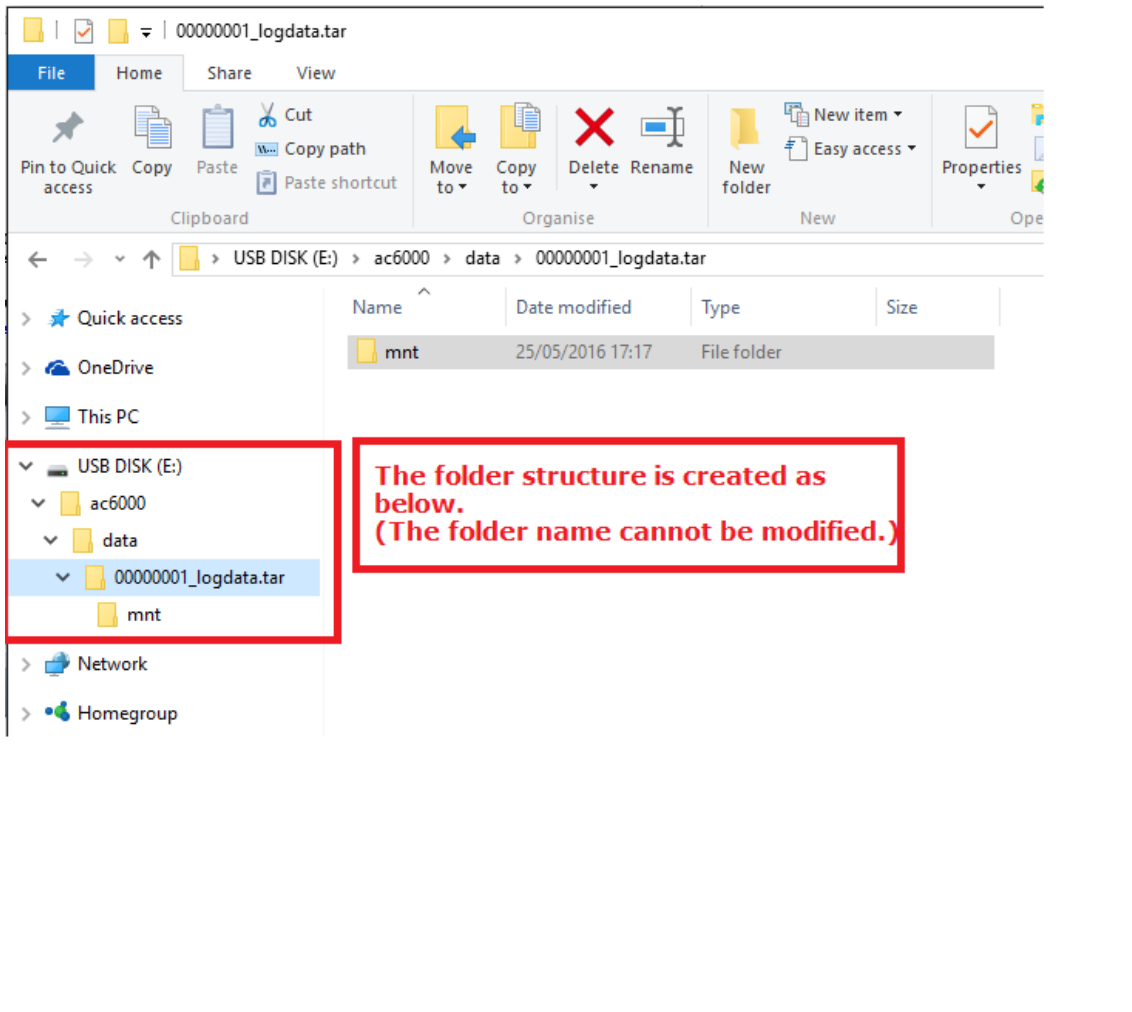 00000001_logdata.tar
File Home Share View
Pin to Quick access
Copy
Paste
Cut
Copy path
Paste shortcut
Clipboard
Move to
Copy to
Delete
Rename
Organise
New folder
New item
Easy access
New
Properties
Ope
USB DISK (E:) > ac6000 > data > 00000001_logdata.tar
Name Date modified Type Size
mnt 25/05/2016 17:17 File folder
Quick access
OneDrive
This PC
USB DISK (E:)
ac6000
data
00000001_logdata.tar
mnt
Network
Homegroup
The folder structure is created as
below.
(The folder name cannot be modified.)